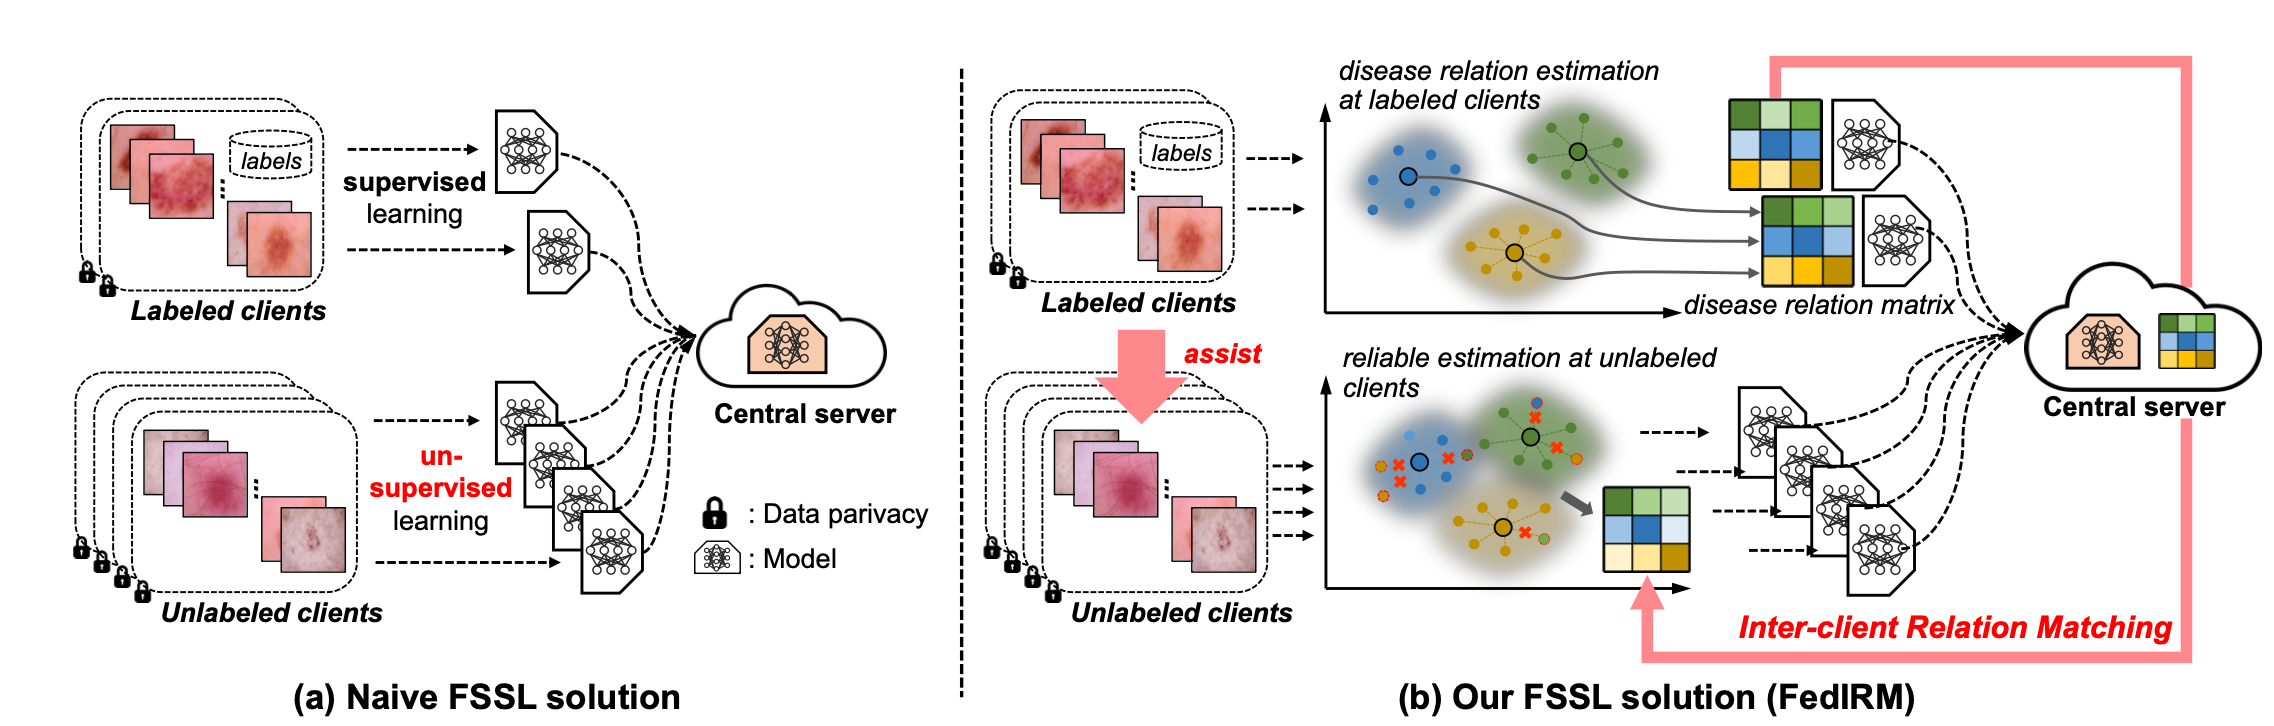 labels
supervised
learning
Labeled clients
un-
supervised
learning
Unlabeled clients
Central server
: Data parivacy
: Model
(a) Naive FSSL solution
labels
Labeled clients
assist
Unlabeled clients
disease relation estimation
at labeled clients
disease relation matrix
reliable estimation at unlabeled
clients
Central server
Inter-client Relation Matching
(b) Our FSSL solution (FedIRM)